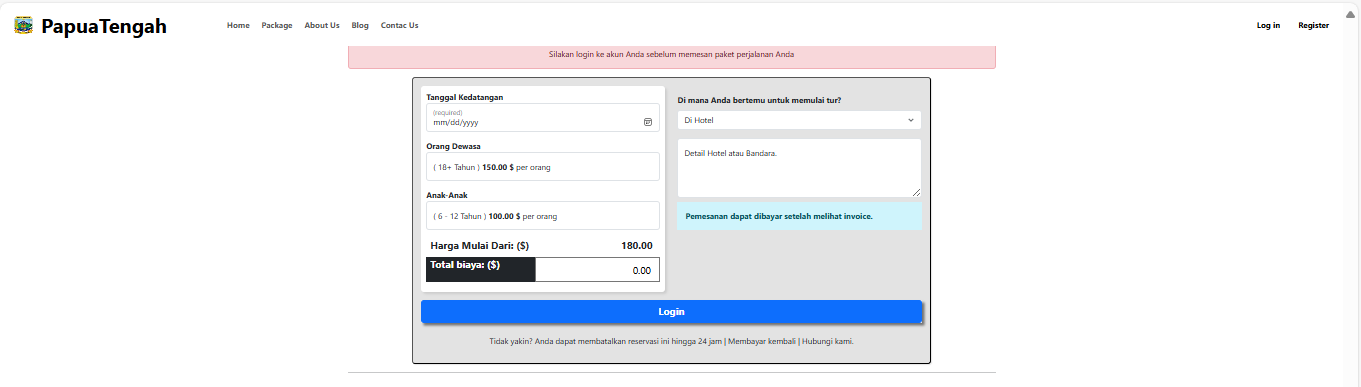 PapuaTengah
Home Package About Us Blog Contac Us
Log in Register
Silakan login ke akun Anda sebelum memesan paket perjalanan Anda
Tanggal Kedatangan
(required)
mm/dd/yyyy
Orang Dewasa
( 18+ Tahun ) 150.00 $ per orang
Anak-Anak
( 6 - 12 Tahun ) 100.00 $ per orang
Harga Mulai Dari: ($) 180.00
Total biaya: ($) 0.00
Di mana Anda bertemu untuk memulai tur?
Di Hotel
Detail Hotel atau Bandara.
Pemesanan dapat dibayar setelah melihat invoice.
Login
Tidak yakin? Anda dapat membatalkan reservasi ini hingga 24 jam | Membayar kembali | Hubungi kami.